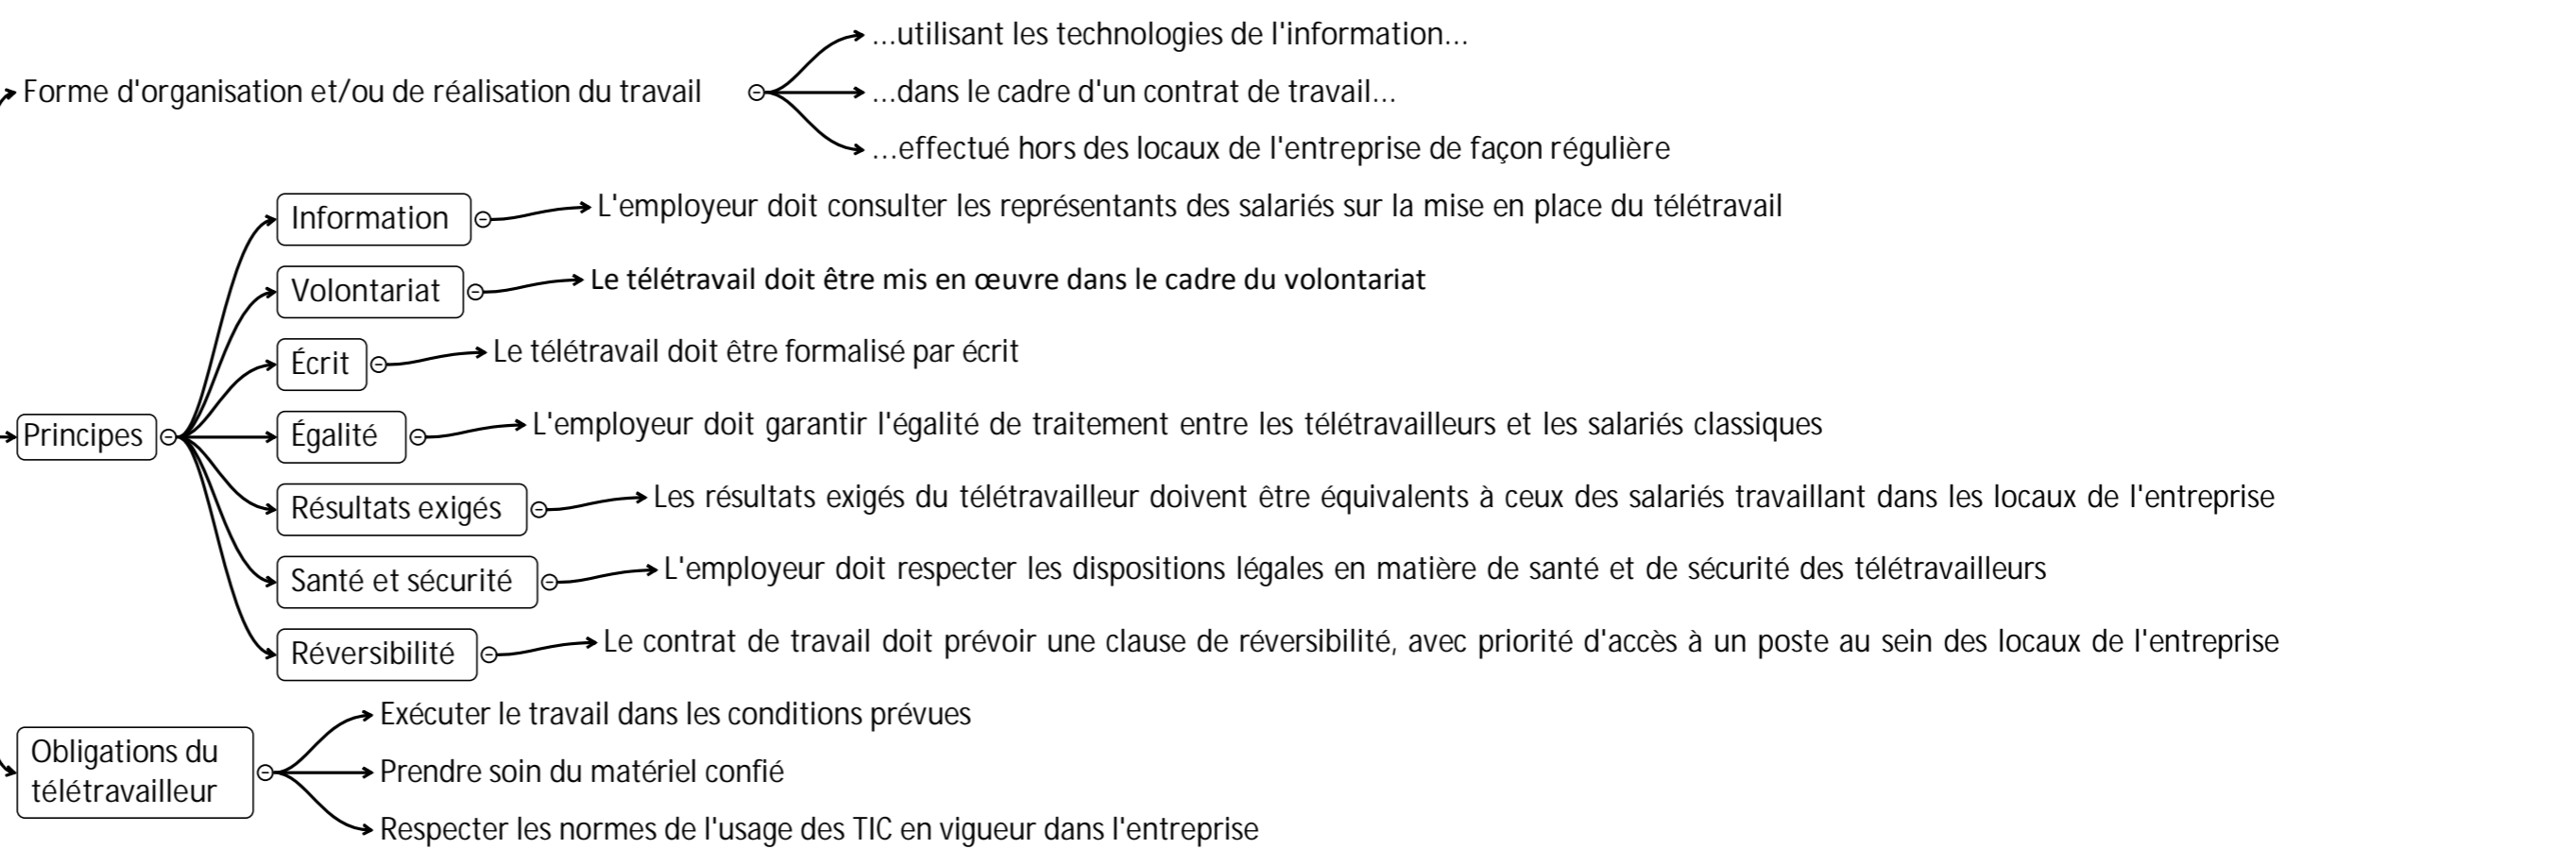 Forme d'organisation et/ou de réalisation du travail
...utilisant les technologies de l'information...
...dans le cadre d'un contrat de travail...
...effectué hors des locaux de l'entreprise de façon régulière
Principes
Information
L'employeur doit consulter les représentants des salariés sur la mise en place du télétravail
Volontariat
Le télétravail doit être mis en œuvre dans le cadre du volontariat
Écrit
Le télétravail doit être formalisé par écrit
Égalité
L'employeur doit garantir l'égalité de traitement entre les télétravailleurs et les salariés classiques
Résultats exigés
Les résultats exigés du télétravailleur doivent être équivalents à ceux des salariés travaillant dans les locaux de l'entreprise
Santé et sécurité
L'employeur doit respecter les dispositions légales en matière de santé et de sécurité des télétravailleurs
Réversibilité
Le contrat de travail doit prévoir une clause de réversibilité, avec priorité d'accès à un poste au sein des locaux de l'entreprise
Obligations du
télétravailleur
Exécuter le travail dans les conditions prévues
Prendre soin du matériel confié
Respecter les normes de l'usage des TIC en vigueur dans l'entreprise